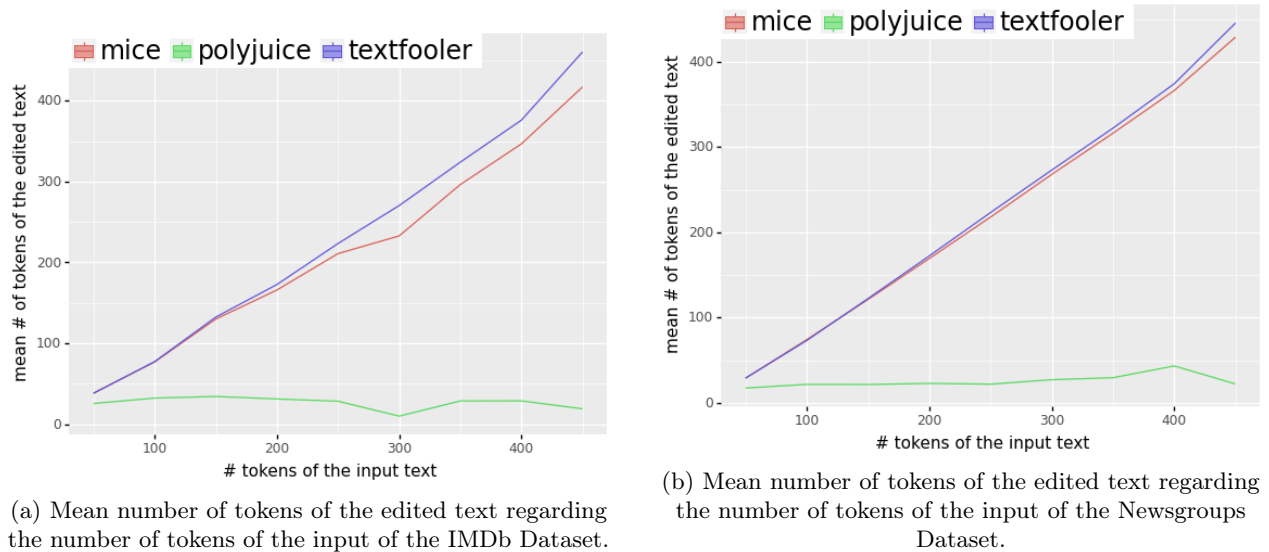 mice polyjuice textfooler
mean # of tokens of the edited text
400
300
200
100
0
100 200 300 400
# tokens of the input text
(a) Mean number of tokens of the edited text regarding
the number of tokens of the input of the IMDb Dataset.
mice polyjuice textfooler
mean # of tokens of the edited text
400
300
200
100
0
100 200 300 400
# tokens of the input text
(b) Mean number of tokens of the edited text regarding
the number of tokens of the input of the Newsgroups
Dataset.